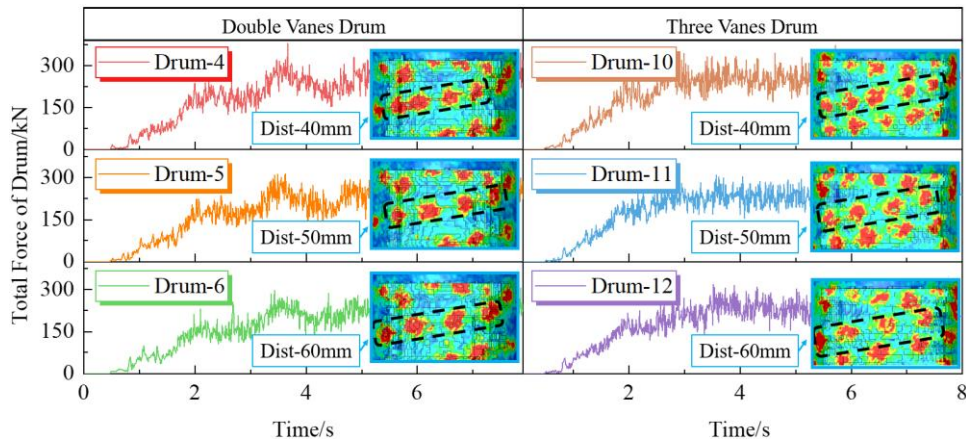 Double Vanes Drum
Three Vanes Drum
Total Force of Drum/kN
300
150
0
Drum-4
Dist-40mm
Drum-10
Dist-40mm
300
150
0
Drum-5
Dist-50mm
Drum-11
Dist-50mm
300
150
0
Drum-6
Dist-60mm
Drum-12
Dist-60mm
0 2 4 6 2 4 6 8
Time/s
Time/s